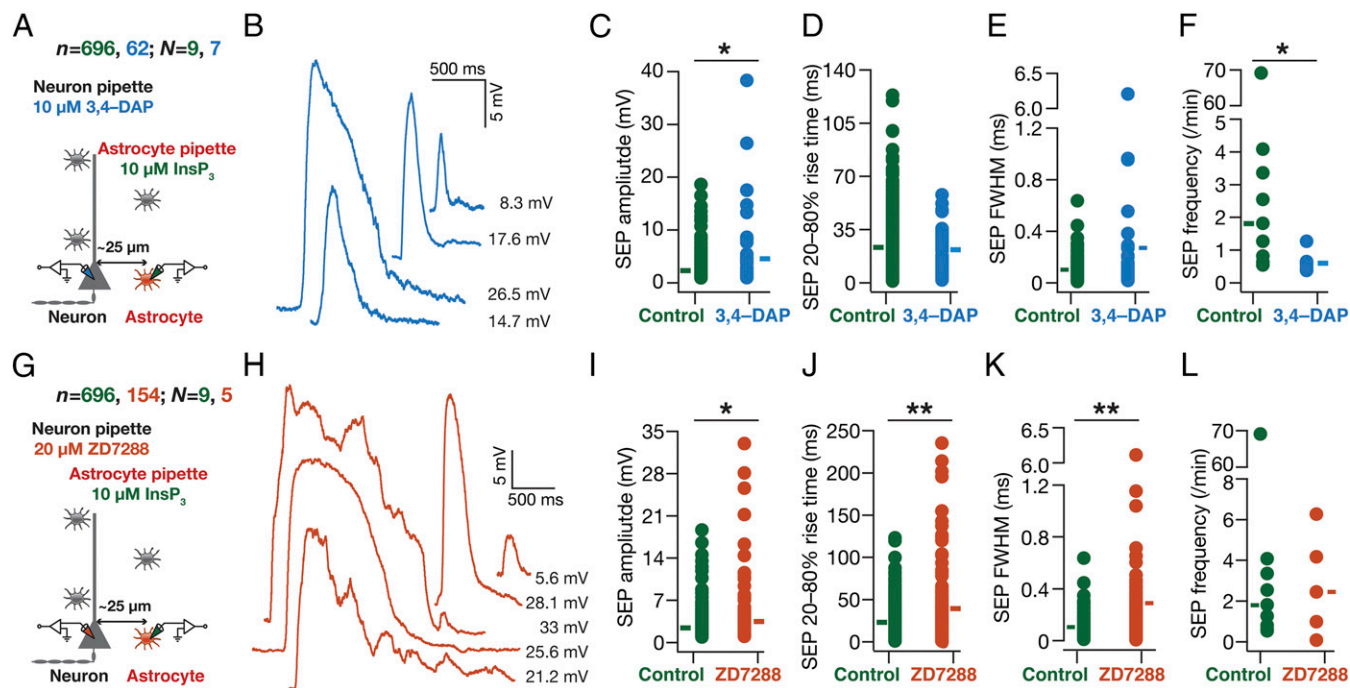 A
n=696, 62; N=9, 7
Neuron pipette
10 µM 3,4–DAP
Astrocyte pipette
10 µM InsP3
~25 µm
Neuron Astrocyte
B
500 ms
5 mV
8.3 mV
17.6 mV
26.5 mV
14.7 mV
C
*
SEP ampliutde (mV)
40
30
20
10
0
Control 3,4–DAP
D
SEP 20–80% rise time (ms)
140
105
70
35
0
Control 3,4–DAP
E
SEP FWHM (ms)
6.5
6.0
1.2
0.8
0.4
0
Control 3,4–DAP
F
*
SEP frequency (/min)
70
60
5
4
3
2
1
0
Control 3,4–DAP
G
n=696, 154; N=9, 5
Neuron pipette
20 µM ZD7288
Astrocyte pipette
10 µM InsP3
~25 µm
Neuron Astrocyte
H
5 mV
500 ms
5.6 mV
28.1 mV
33 mV
25.6 mV
21.2 mV
I
*
SEP ampliutde (mV)
35
28
21
14
7
0
Control ZD7288
J
**
SEP 20–80% rise time (ms)
250
200
150
100
50
0
Control ZD7288
K
**
SEP FWHM (ms)
6.5
6.0
1.2
0.8
0.4
0
Control ZD7288
L
SEP frequency (/min)
70
60
8
6
4
2
0
Control ZD7288